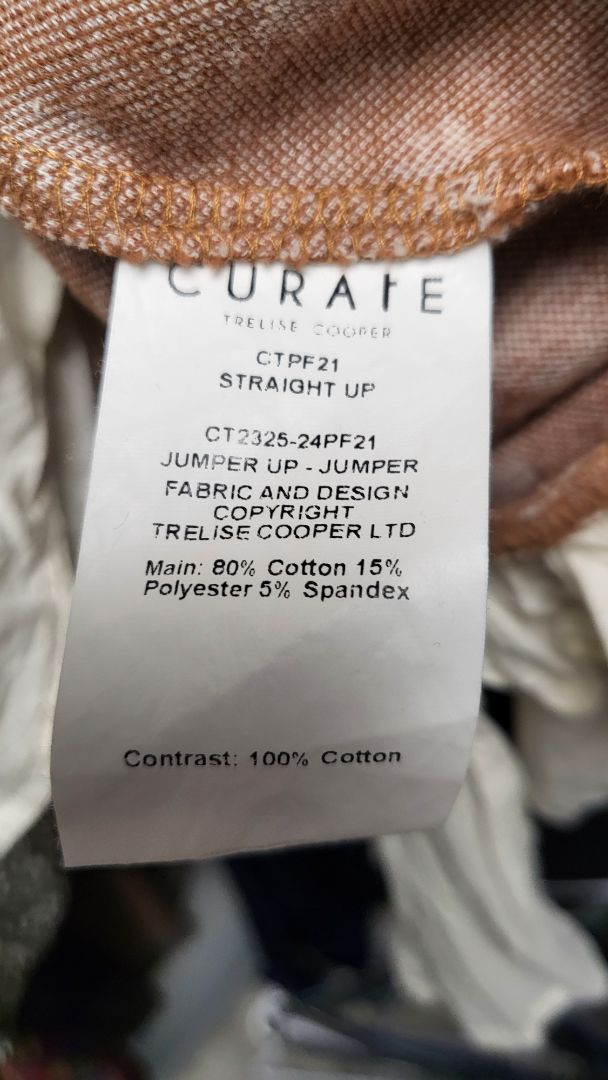 CURATE
TRELISE COOPER
CTPF21
STRAIGHT UP
CT2325-24PF21
JUMPER UP - JUMPER
FABRIC AND DESIGN
COPYRIGHT
TRELISE COOPER LTD
Main: 80% Cotton 15%
Polyester 5% Spandex
Contrast: 100% Cotton